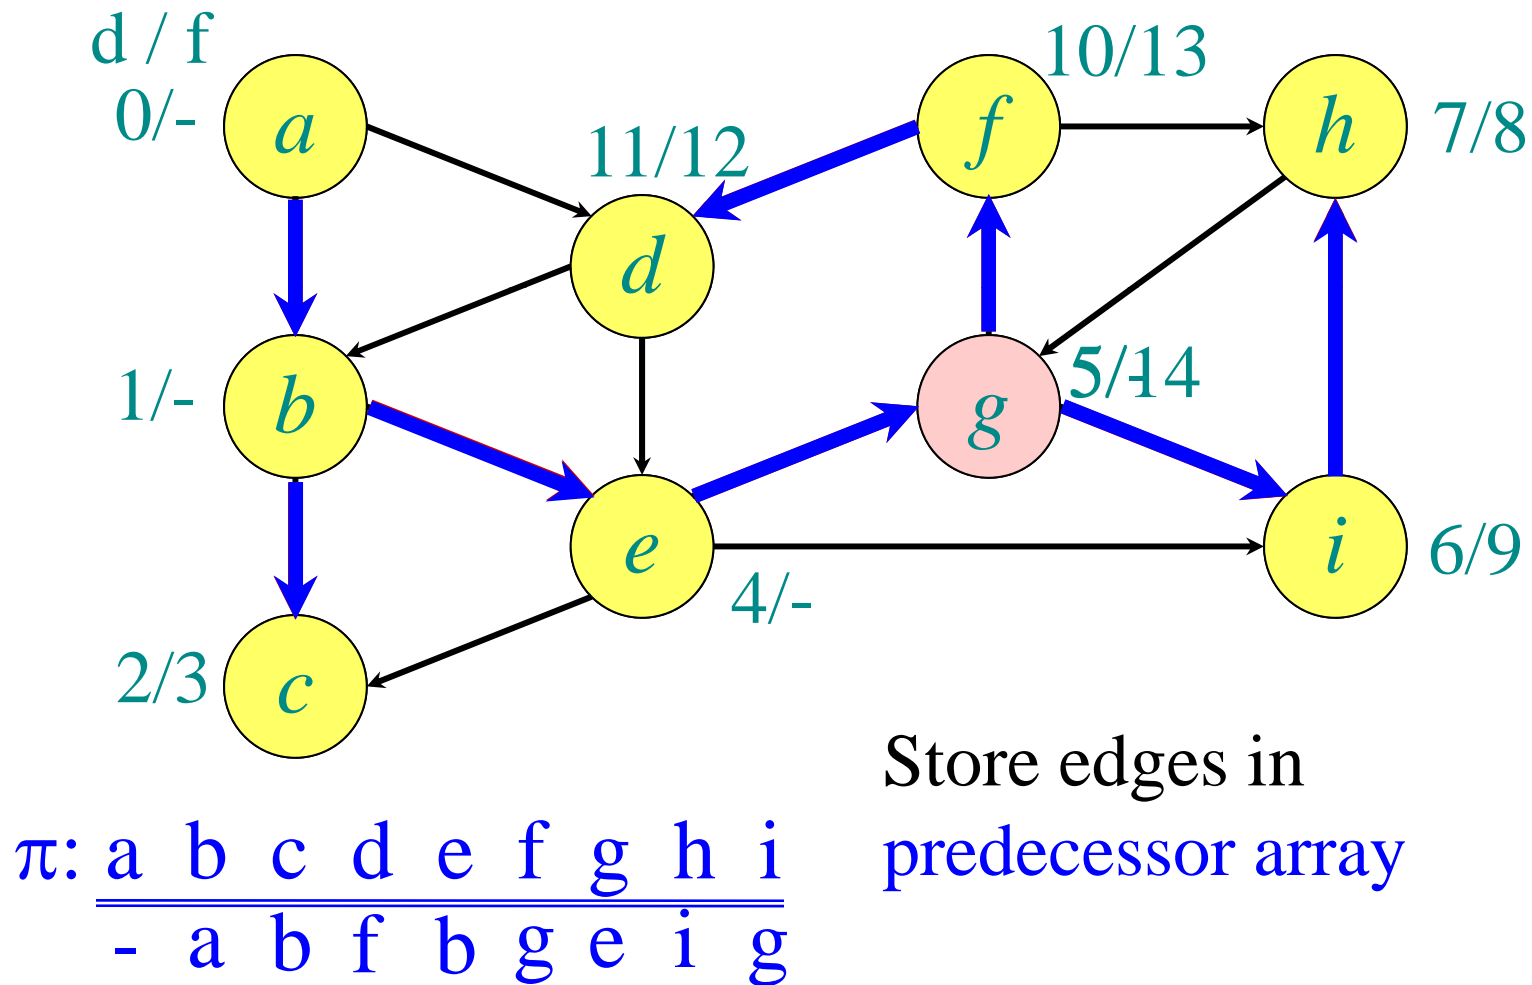 d / f
0/-
a
10/13
f
h
7/8
11/12
d
1/-
b
g
5/-14
e
4/-
i
6/9
2/3
c
Store edges in
predecessor array
π: a b c d e f g h i
- a b f b g e i g